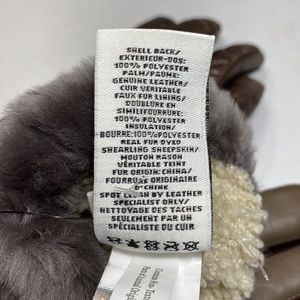 SHELL BACK/
EXTERIEUR-DOS:
100% POLYESTER
PALM/PAUME:
GENUINE LEATHER/
CUIR VERITABLE
FAUX FUR LINING/
DOUBLURE EN
SIMILIFOURRURE:
100% POLYESTER
INSULATION/
BOURRE:100%POLYESTER
REAL FUR DYED
SHEARLING SHEEPSKIN/
MOUTON RASON
VÉRITABLE TEINT
FUR ORIGIN: CHINA/
FOURRURE ORIGINAIRE
D'CHINE
SPOT CLEAN BY LEATHER
SPECIALIST ONLY/
NETTOYAGE DES TACHES
SEULEMENT PAR UN
SPÉCIALISTE DU CUIR